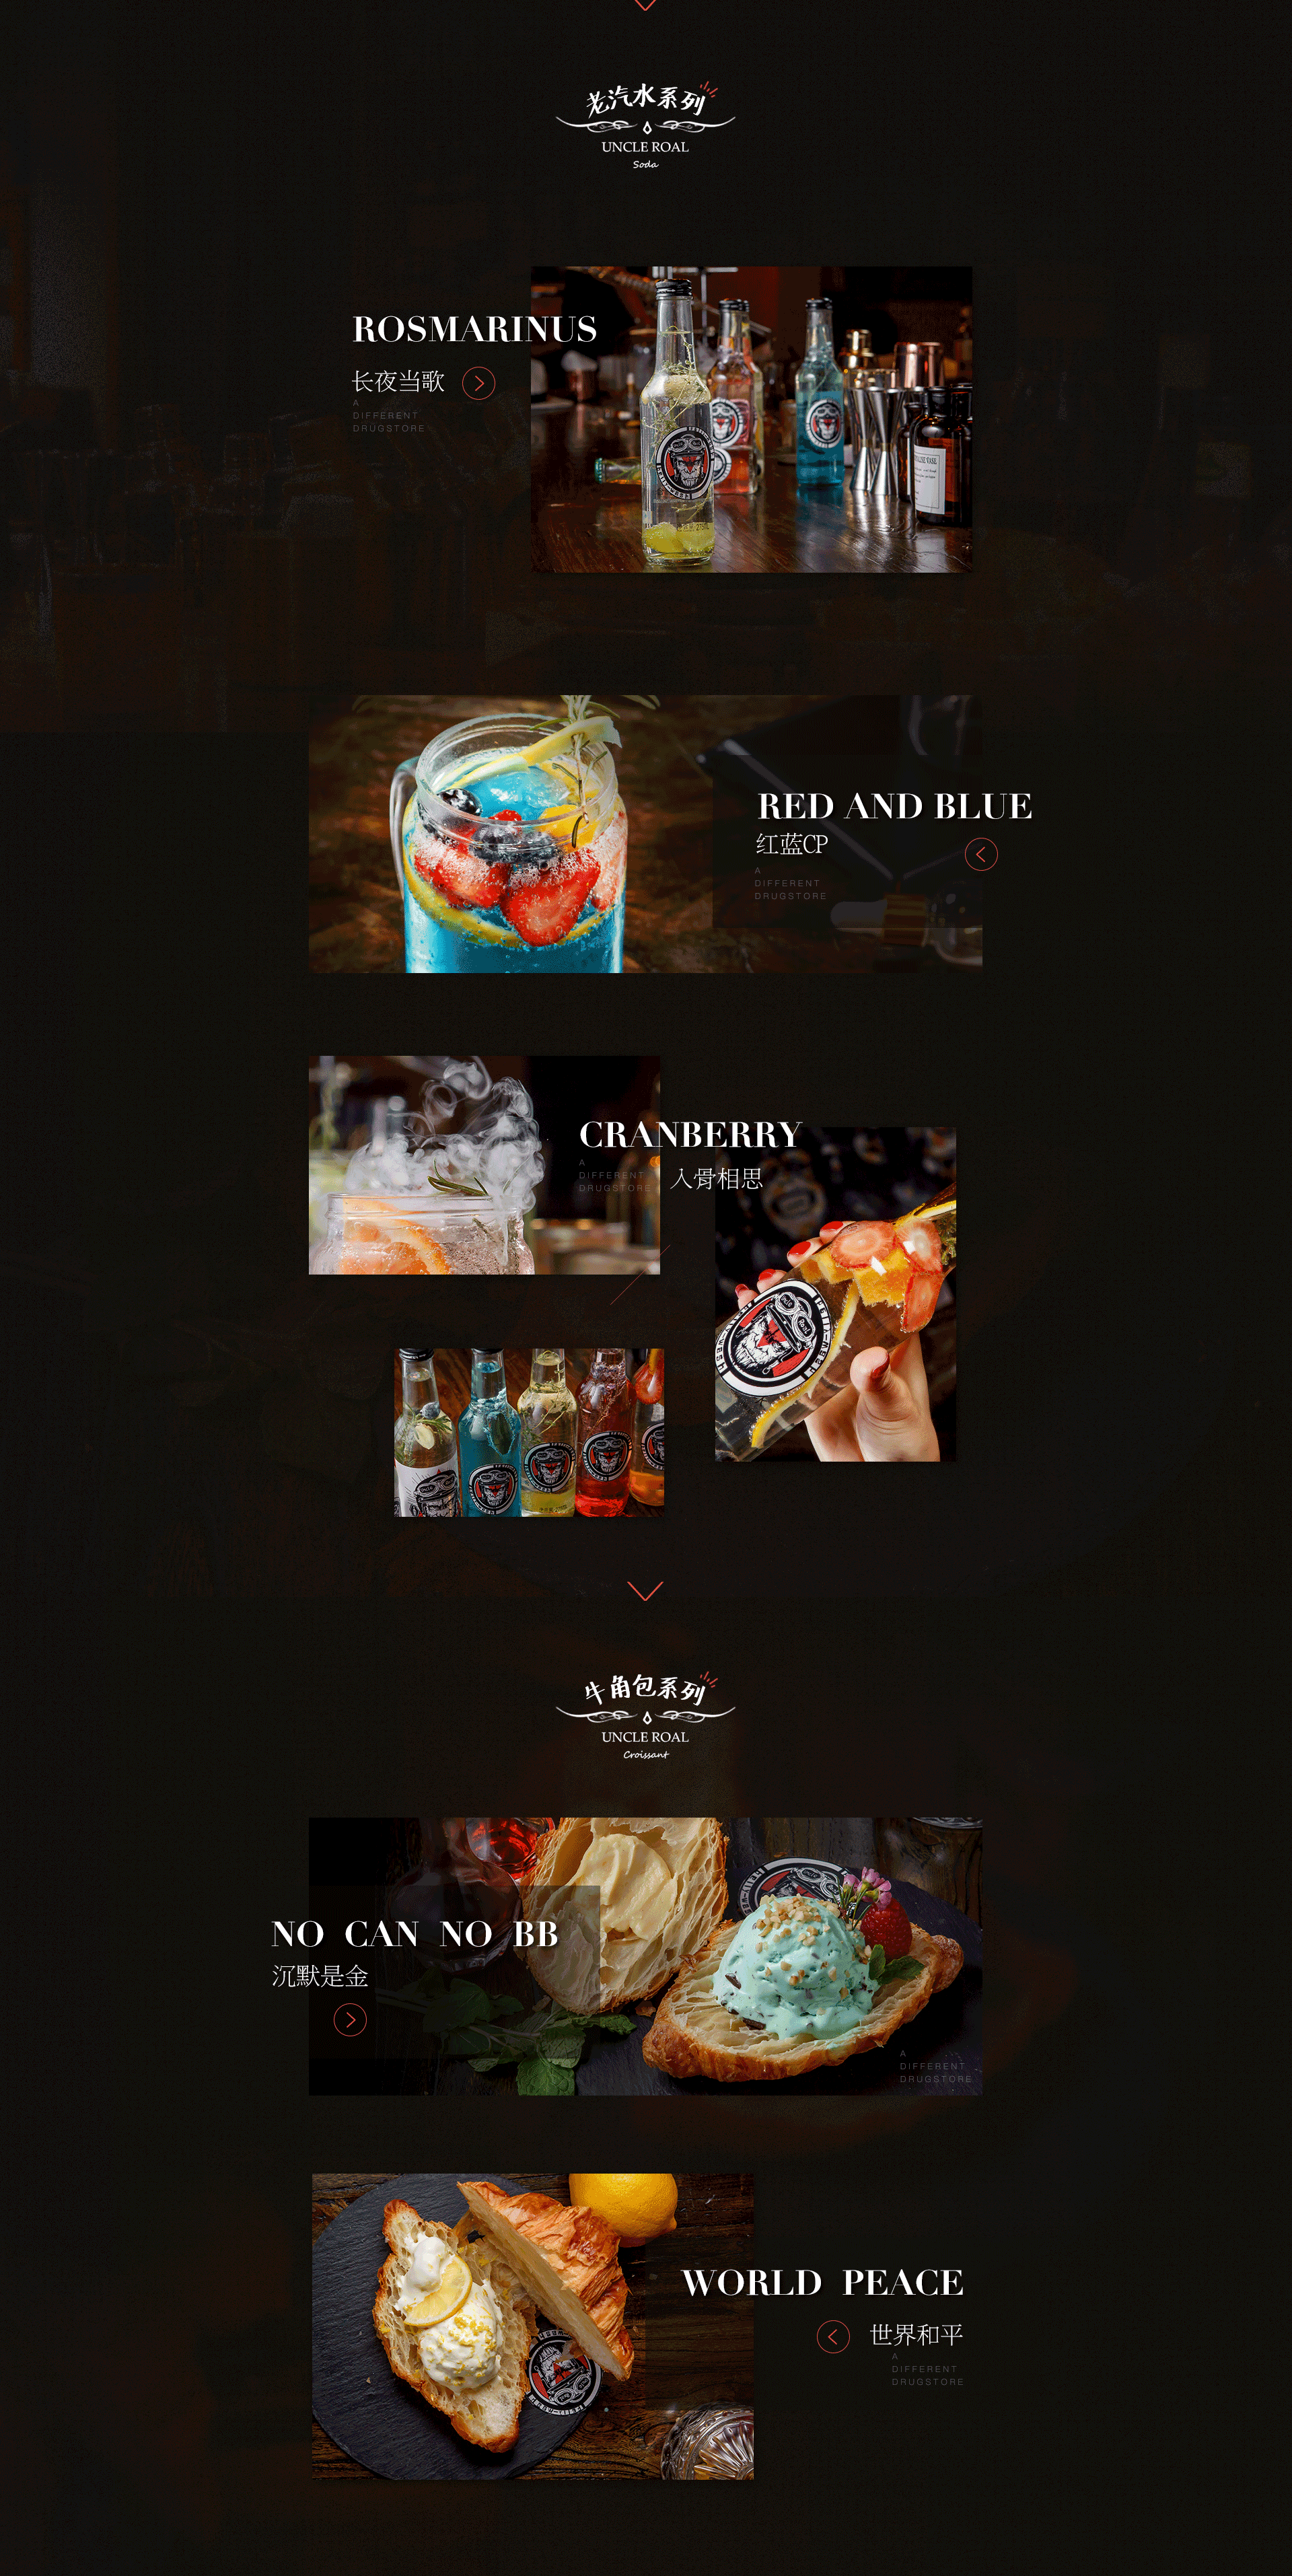 老汽水系列
UNCLE ROAL
Soda
ROSMARINUS
长夜当歌
A
DIFFERENT
DRUGSTORE
RED AND BLUE
红蓝CP
A
DIFFERENT
DRUGSTORE
CRANBERRY
A
DIFFERENT
DRUGSTORE
入骨相思
牛角包系列
UNCLE ROAL
Croissant
NO CAN NO BB
沉默是金
A
DIFFERENT
DRUGSTORE
WORLD PEACE
世界和平
A
DIFFERENT
DRUGSTORE